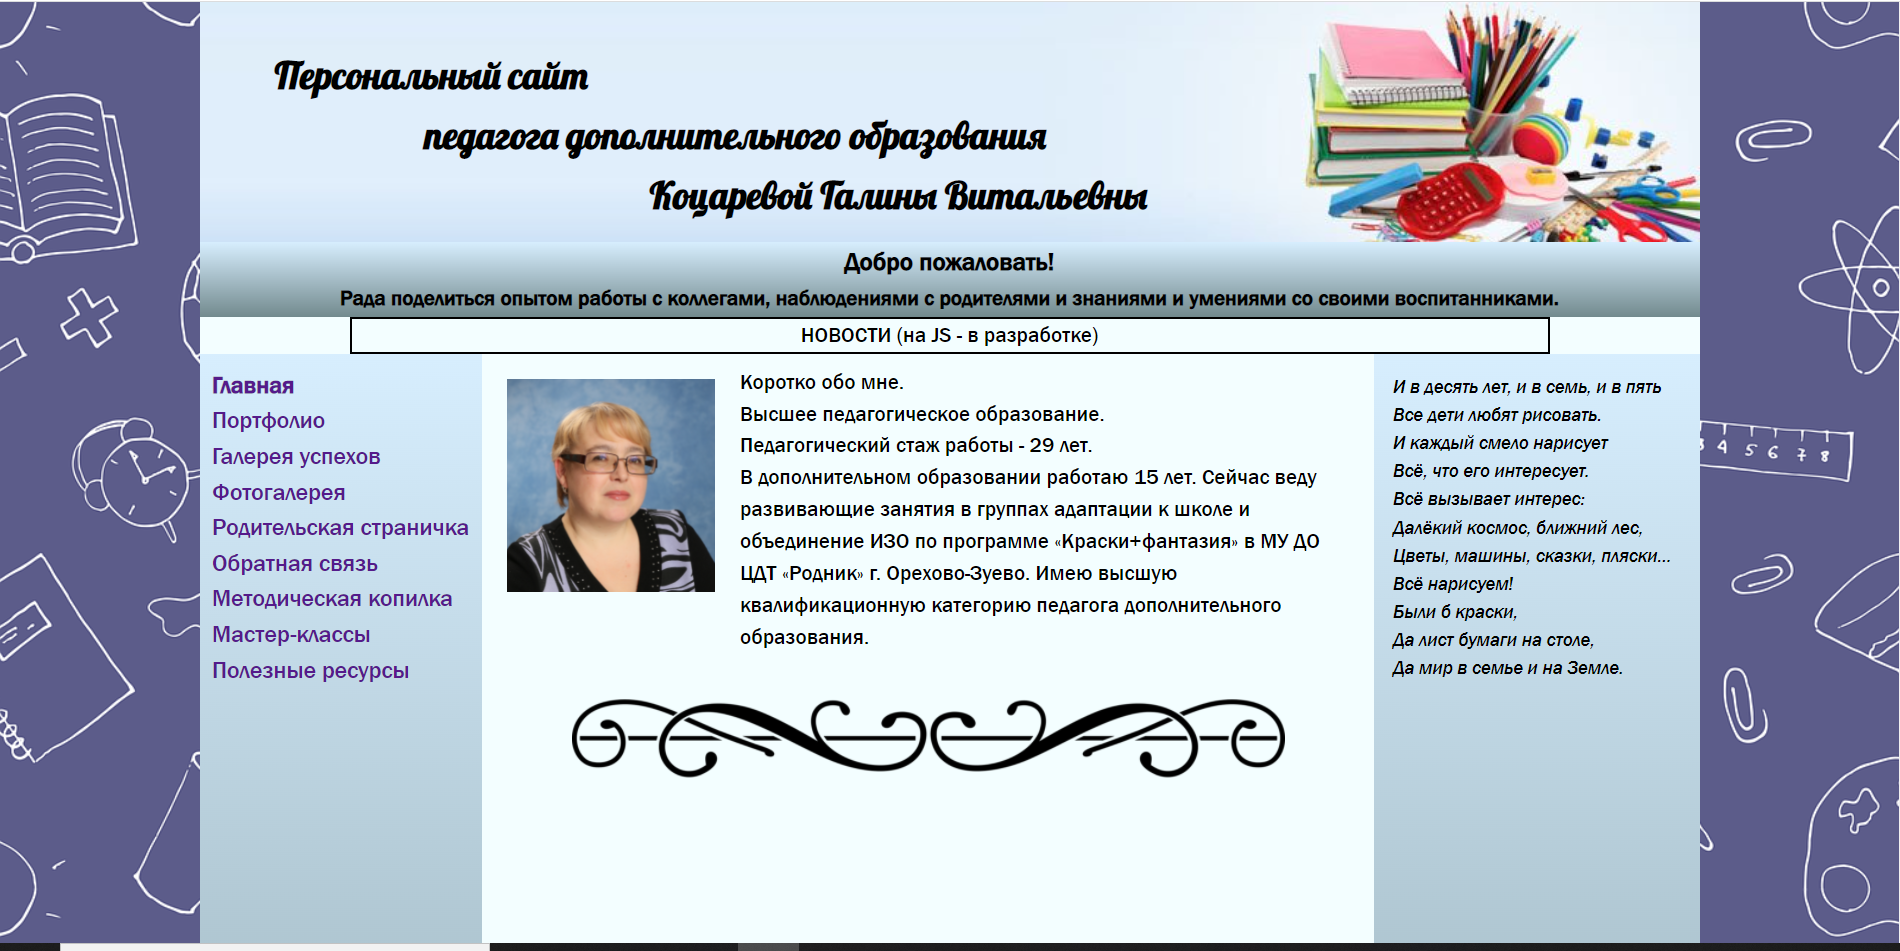 Персональный сайт
педагога дополнительного образования
Коцаревой Галины Витальевны
Добро пожаловать!
Рада поделиться опытом работы с коллегами, наблюдениями с родителями и знаниями и умениями со своими воспитанниками.
НОВОСТИ (на JS - в разработке)
Главная
Портфолио
Галерея успехов
Фотогалерея
Родительская страничка
Обратная связь
Методическая копилка
Мастер-классы
Полезные ресурсы
Коротко обо мне.
Высшее педагогическое образование.
Педагогический стаж работы - 29 лет.
В дополнительном образовании работаю 15 лет. Сейчас веду
развивающие занятия в группах адаптации к школе и
объединение ИЗО по программе «Краски+фантазия» в МУ ДО
ЦДТ «Родник» г. Орехово-Зуево. Имею высшую
квалификационную категорию педагога дополнительного
образования.
И в десять лет, и в семь, и в пять
Все дети любят рисовать.
И каждый смело нарисует
Всё, что его интересует.
Всё вызывает интерес:
Далёкий космос, ближний лес,
Цветы, машины, сказки, пляски...
Всё нарисуем!
Были б краски,
Да лист бумаги на столе,
Да мир в семье и на Земле.
3 4 5 6 7 8